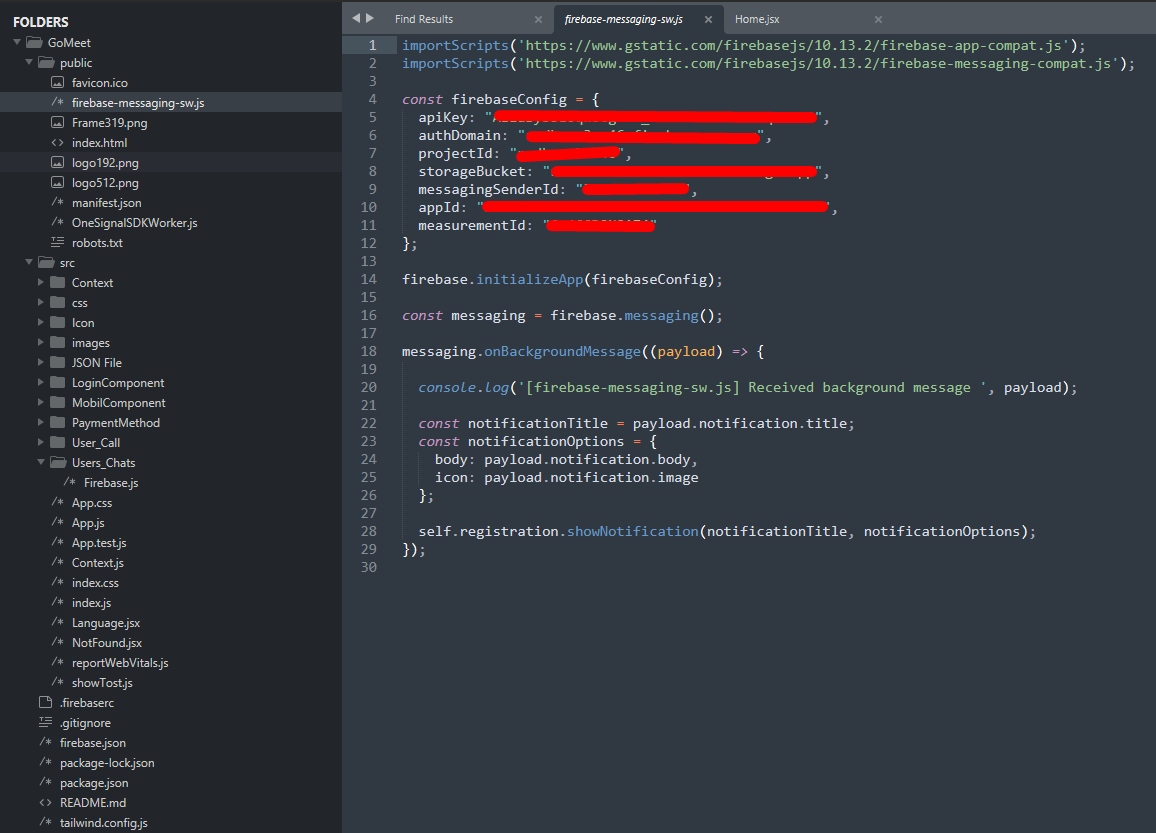 FOLDERS
GoMeet
public
favicon.ico
firebase-messaging-sw.js
Frame319.png
index.html
logo192.png
logo512.png
manifest.json
OneSignalSDKWorker.js
robots.txt
src
Context
css
Icon
images
JSON File
LoginComponent
MobilComponent
PaymentMethod
User_Call
Users_Chats
Firebase.js
App.css
App.js
App.test.js
Context.js
index.css
index.js
Language.jsx
NotFound.jsx
reportWebVitals.js
showTost.js
.firebaserc
.gitignore
firebase.json
package-lock.json
package.json
README.md
tailwind.config.js
Find Results
firebase-messaging-sw.js
Home.jsx
1 importScripts('https://www.gstatic.com/firebasejs/10.13.2/firebase-app-compat.js');
2 importScripts('https://www.gstatic.com/firebasejs/10.13.2/firebase-messaging-compat.js');
3
4 const firebaseConfig = {
5 apiKey: "",
6 authDomain: "",
7 projectId: "",
8 storageBucket: "",
9 messagingSenderId: "",
10 appId: "",
11 measurementId: ""
12 };
13
14 firebase.initializeApp(firebaseConfig);
15
16 const messaging = firebase.messaging();
17
18 messaging.onBackgroundMessage((payload) => {
19
20 console.log('[firebase-messaging-sw.js] Received background message ', payload);
21
22 const notificationTitle = payload.notification.title;
23 const notificationOptions = {
24 body: payload.notification.body,
25 icon: payload.notification.image
26 };
27
28 self.registration.showNotification(notificationTitle, notificationOptions);
29 });
30